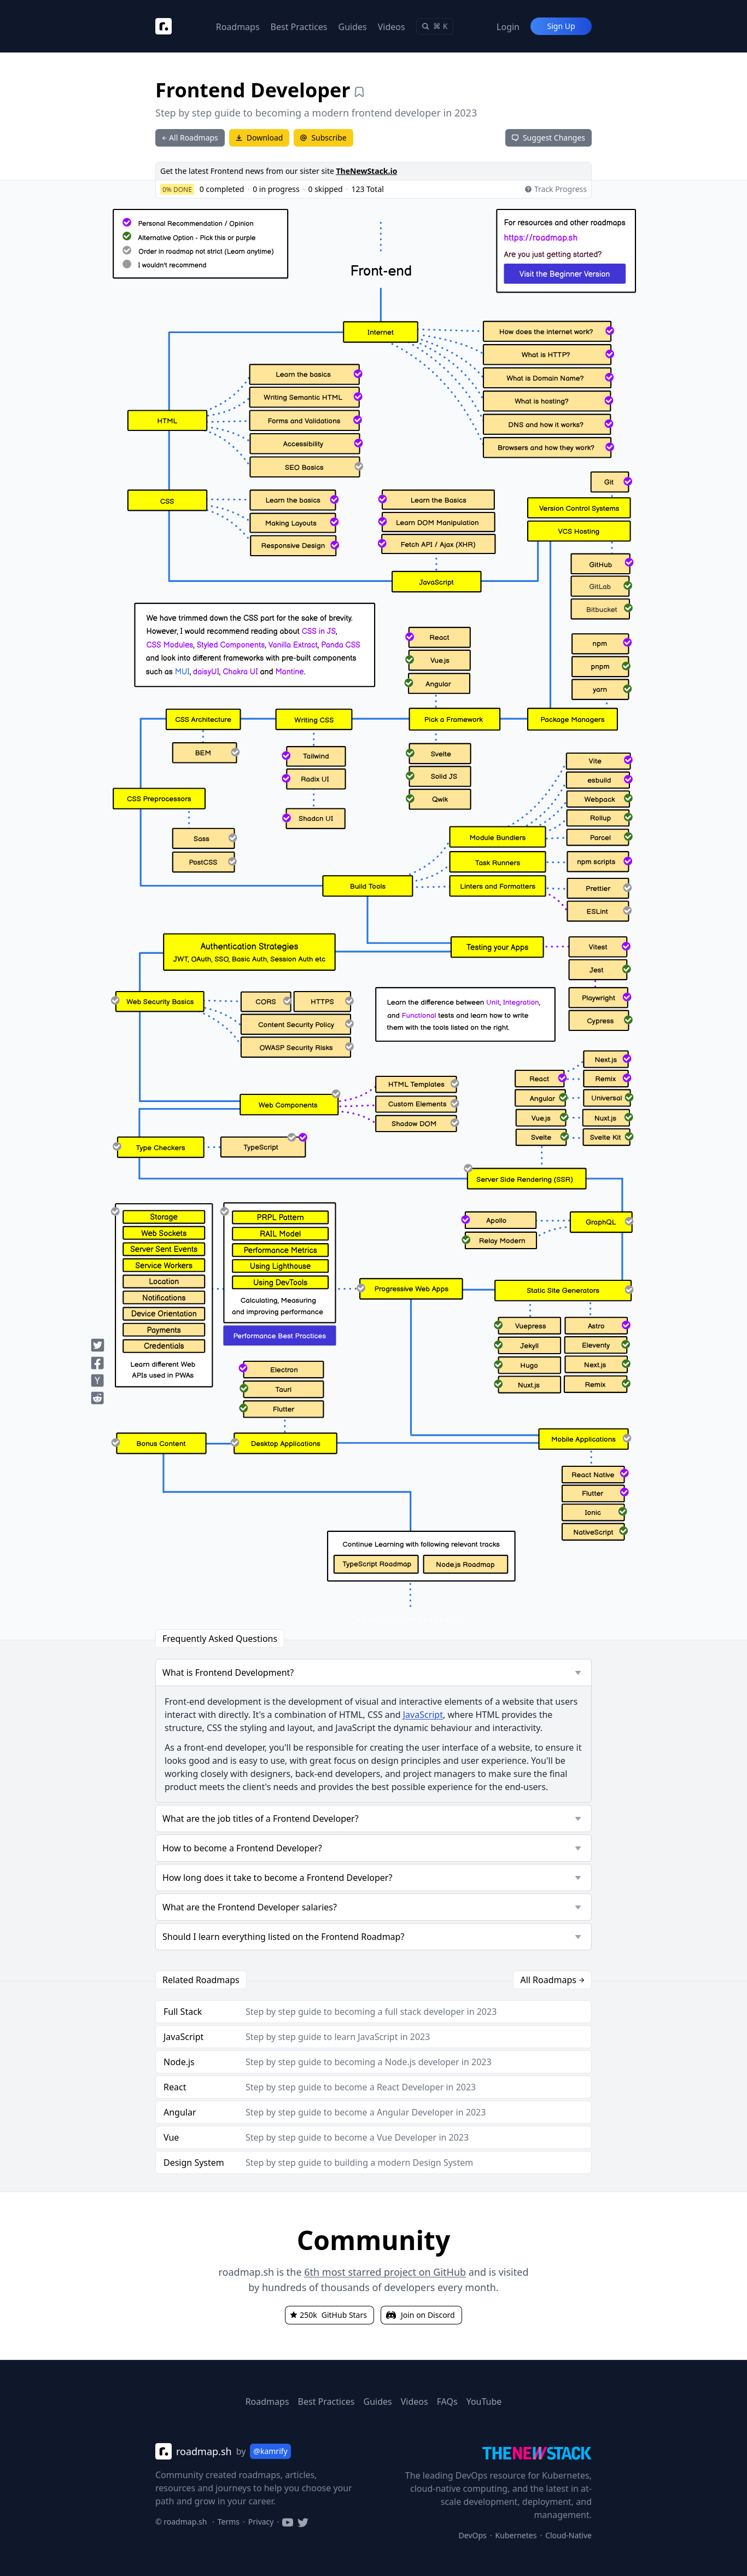 Roadmaps Best Practices Guides Videos ⌘ K Login Sign Up
Frontend Developer
Step by step guide to becoming a modern frontend developer in 2023
← All Roadmaps Download Subscribe Suggest Changes
Get the latest Frontend news from our sister site TheNewStack.io
0% DONE 0 completed · 0 in progress · 0 skipped · 123 Total Track Progress
Personal Recommendation / Opinion
Alternative Option - Pick this or purple
Order in roadmap not strict (Learn anytime)
I wouldn't recommend
For resources and other roadmaps
https://roadmap.sh
Are you just getting started?
Visit the Beginner Version
Front-end
Internet
How does the internet work?
What is HTTP?
What is Domain Name?
What is hosting?
DNS and how it works?
Browsers and how they work?
HTML
Learn the basics
Writing Semantic HTML
Forms and Validations
Accessibility
SEO Basics
CSS
Learn the basics
Making Layouts
Responsive Design
Learn the Basics
Learn DOM Manipulation
Fetch API / Ajax (XHR)
JavaScript
Git
Version Control Systems
VCS Hosting
GitHub
GitLab
Bitbucket
We have trimmed down the CSS part for the sake of brevity.
However, I would recommend reading about CSS in JS,
CSS Modules, Styled Components, Vanilla Extract, Panda CSS
and look into different frameworks with pre-built components
such as MUI, daisyUI, Chakra UI and Mantine.
React
Vue.js
Angular
npm
pnpm
yarn
CSS Architecture
Writing CSS
Pick a Framework
Package Managers
BEM
Tailwind
Radix UI
Shadcn UI
Svelte
Solid JS
Qwik
CSS Preprocessors
Sass
PostCSS
Vite
esbuild
Webpack
Rollup
Parcel
Module Bundlers
Task Runners
npm scripts
Build Tools
Linters and Formatters
Prettier
ESLint
Authentication Strategies
JWT, OAuth, SSO, Basic Auth, Session Auth etc
Testing your Apps
Vitest
Jest
Playwright
Cypress
Web Security Basics
CORS
HTTPS
Content Security Policy
OWASP Security Risks
Learn the difference between Unit, Integration,
and Functional tests and learn how to write
them with the tools listed on the right.
Web Components
HTML Templates
Custom Elements
Shadow DOM
Next.js
React
Remix
Angular
Universal
Vue.js
Nuxt.js
Svelte
Svelte Kit
Type Checkers
TypeScript
Server Side Rendering (SSR)
Apollo
Relay Modern
GraphQL
Storage
Web Sockets
Server Sent Events
Service Workers
Location
Notifications
Device Orientation
Payments
Credentials
Learn different Web
APIs used in PWAs
PRPL Pattern
RAIL Model
Performance Metrics
Using Lighthouse
Using DevTools
Calculating, Measuring
and improving performance
Performance Best Practices
Progressive Web Apps
Static Site Generators
Vuepress
Astro
Jekyll
Eleventy
Hugo
Next.js
Nuxt.js
Remix
Electron
Tauri
Flutter
Bonus Content
Desktop Applications
Mobile Applications
React Native
Flutter
Ionic
NativeScript
Continue Learning with following relevant tracks
TypeScript Roadmap
Node.js Roadmap
Frequently Asked Questions
What is Frontend Development?
Front-end development is the development of visual and interactive elements of a website that users
interact with directly. It's a combination of HTML, CSS and JavaScript, where HTML provides the
structure, CSS the styling and layout, and JavaScript the dynamic behaviour and interactivity.
As a front-end developer, you'll be responsible for creating the user interface of a website, to ensure it
looks good and is easy to use, with great focus on design principles and user experience. You'll be
working closely with designers, back-end developers, and project managers to make sure the final
product meets the client's needs and provides the best possible experience for the end-users.
What are the job titles of a Frontend Developer?
How to become a Frontend Developer?
How long does it take to become a Frontend Developer?
What are the Frontend Developer salaries?
Should I learn everything listed on the Frontend Roadmap?
Related Roadmaps
All Roadmaps →
Full Stack Step by step guide to becoming a full stack developer in 2023
JavaScript Step by step guide to learn JavaScript in 2023
Node.js Step by step guide to becoming a Node.js developer in 2023
React Step by step guide to become a React Developer in 2023
Angular Step by step guide to become a Angular Developer in 2023
Vue Step by step guide to become a Vue Developer in 2023
Design System Step by step guide to building a modern Design System
Community
roadmap.sh is the 6th most starred project on GitHub and is visited
by hundreds of thousands of developers every month.
250k GitHub Stars Join on Discord
Roadmaps Best Practices Guides Videos FAQs YouTube
roadmap.sh by @kamrify
Community created roadmaps, articles,
resources and journeys to help you choose your
path and grow in your career.
© roadmap.sh · Terms · Privacy ·
THENEWSTACK
The leading DevOps resource for Kubernetes,
cloud-native computing, and the latest in at-
scale development, deployment, and
management.
DevOps · Kubernetes · Cloud-Native